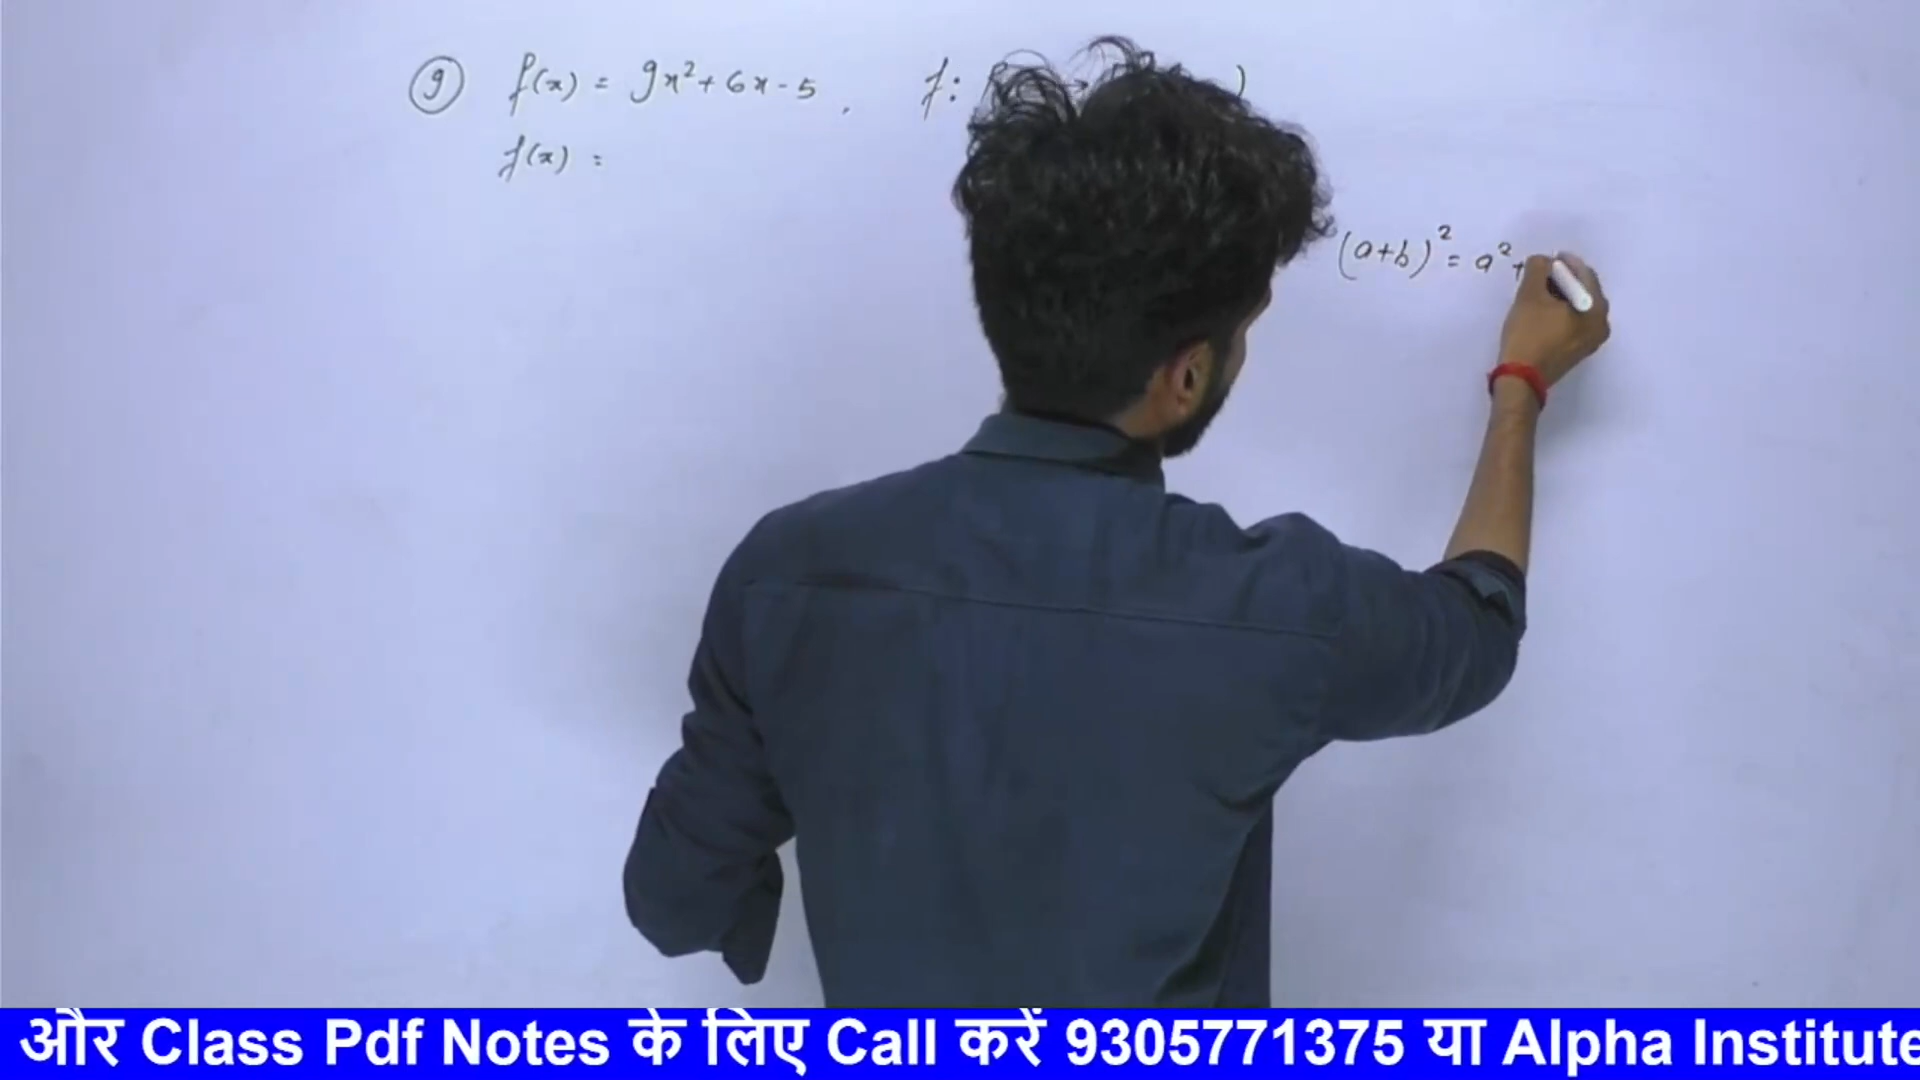 9 f(x) = 9x²+6x-5, f: R )
f(x) =
(a+b)² = a²+
और Class Pdf Notes के लिए Call करें 9305771375 या Alpha Institute